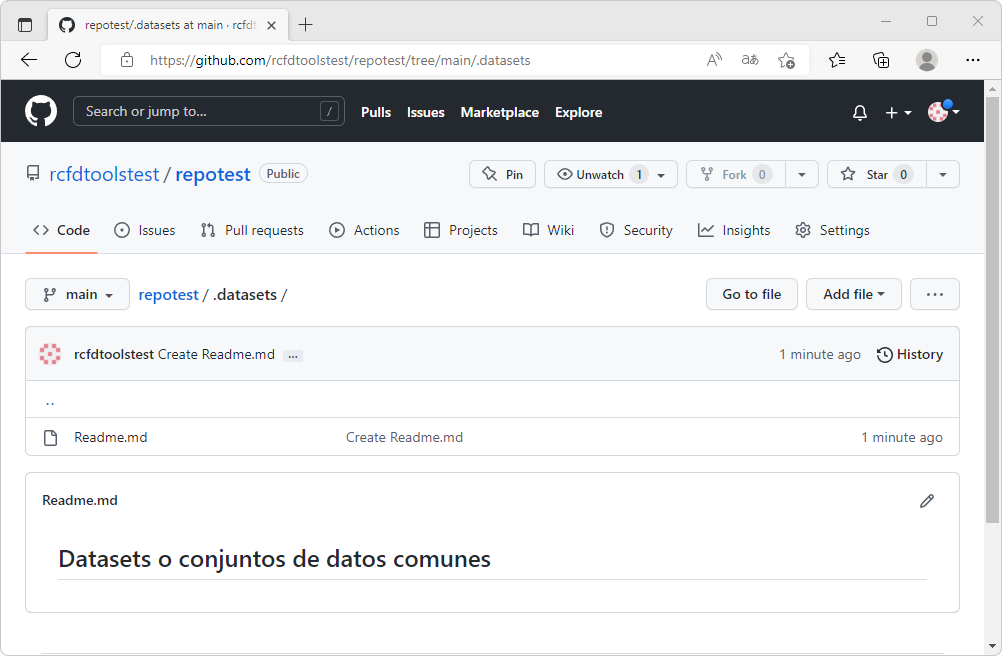 repotest/.datasets at main · rcfdt
https://github.com/rcfdtoolstest/repotest/tree/main/.datasets
Search or jump to... / Pulls Issues Marketplace Explore
rcfdtoolstest / repotest Public Pin Unwatch 1 Fork 0 Star 0
Code Issues Pull requests Actions Projects Wiki Security Insights Settings
main repotest / .datasets / Go to file Add file ...
rcfdtoolstest Create Readme.md ... 1 minute ago History
..
Readme.md Create Readme.md 1 minute ago
Readme.md
Datasets o conjuntos de datos comunes